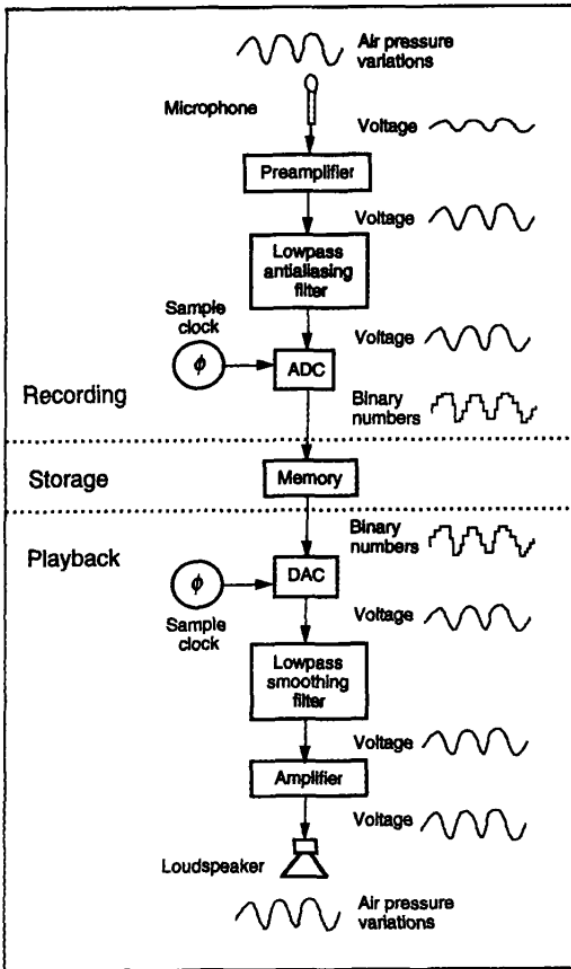 Air pressure
variations
Microphone
Voltage
Preamplifier
Voltage
Lowpass
antialiasing
filter
Sample
clock
Voltage
ϕ
ADC
Recording
Binary
numbers
Storage
Memory
Binary
numbers
Playback
ϕ
DAC
Sample
clock
Voltage
Lowpass
smoothing
filter
Voltage
Amplifier
Voltage
Loudspeaker
Air pressure
variations